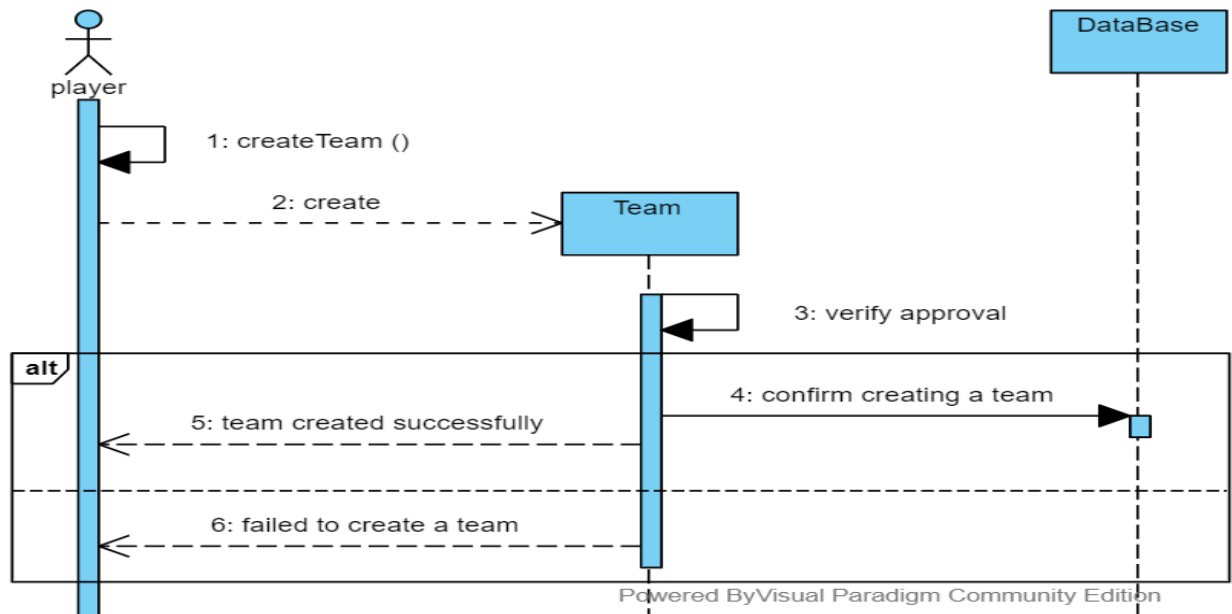 DataBase
player
1: createTeam ()
2: create
Team
3: verify approval
alt
4: confirm creating a team
5: team created successfully
6: failed to create a team
Powered ByVisual Paradigm Community Edition